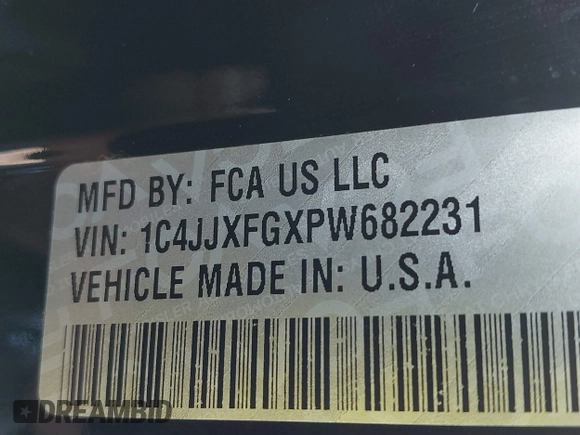 MFD BY: FCA US LLC
VIN: 1C4JJXFGXPW682231
VEHICLE MADE IN: U.S.A.
DREAMBID